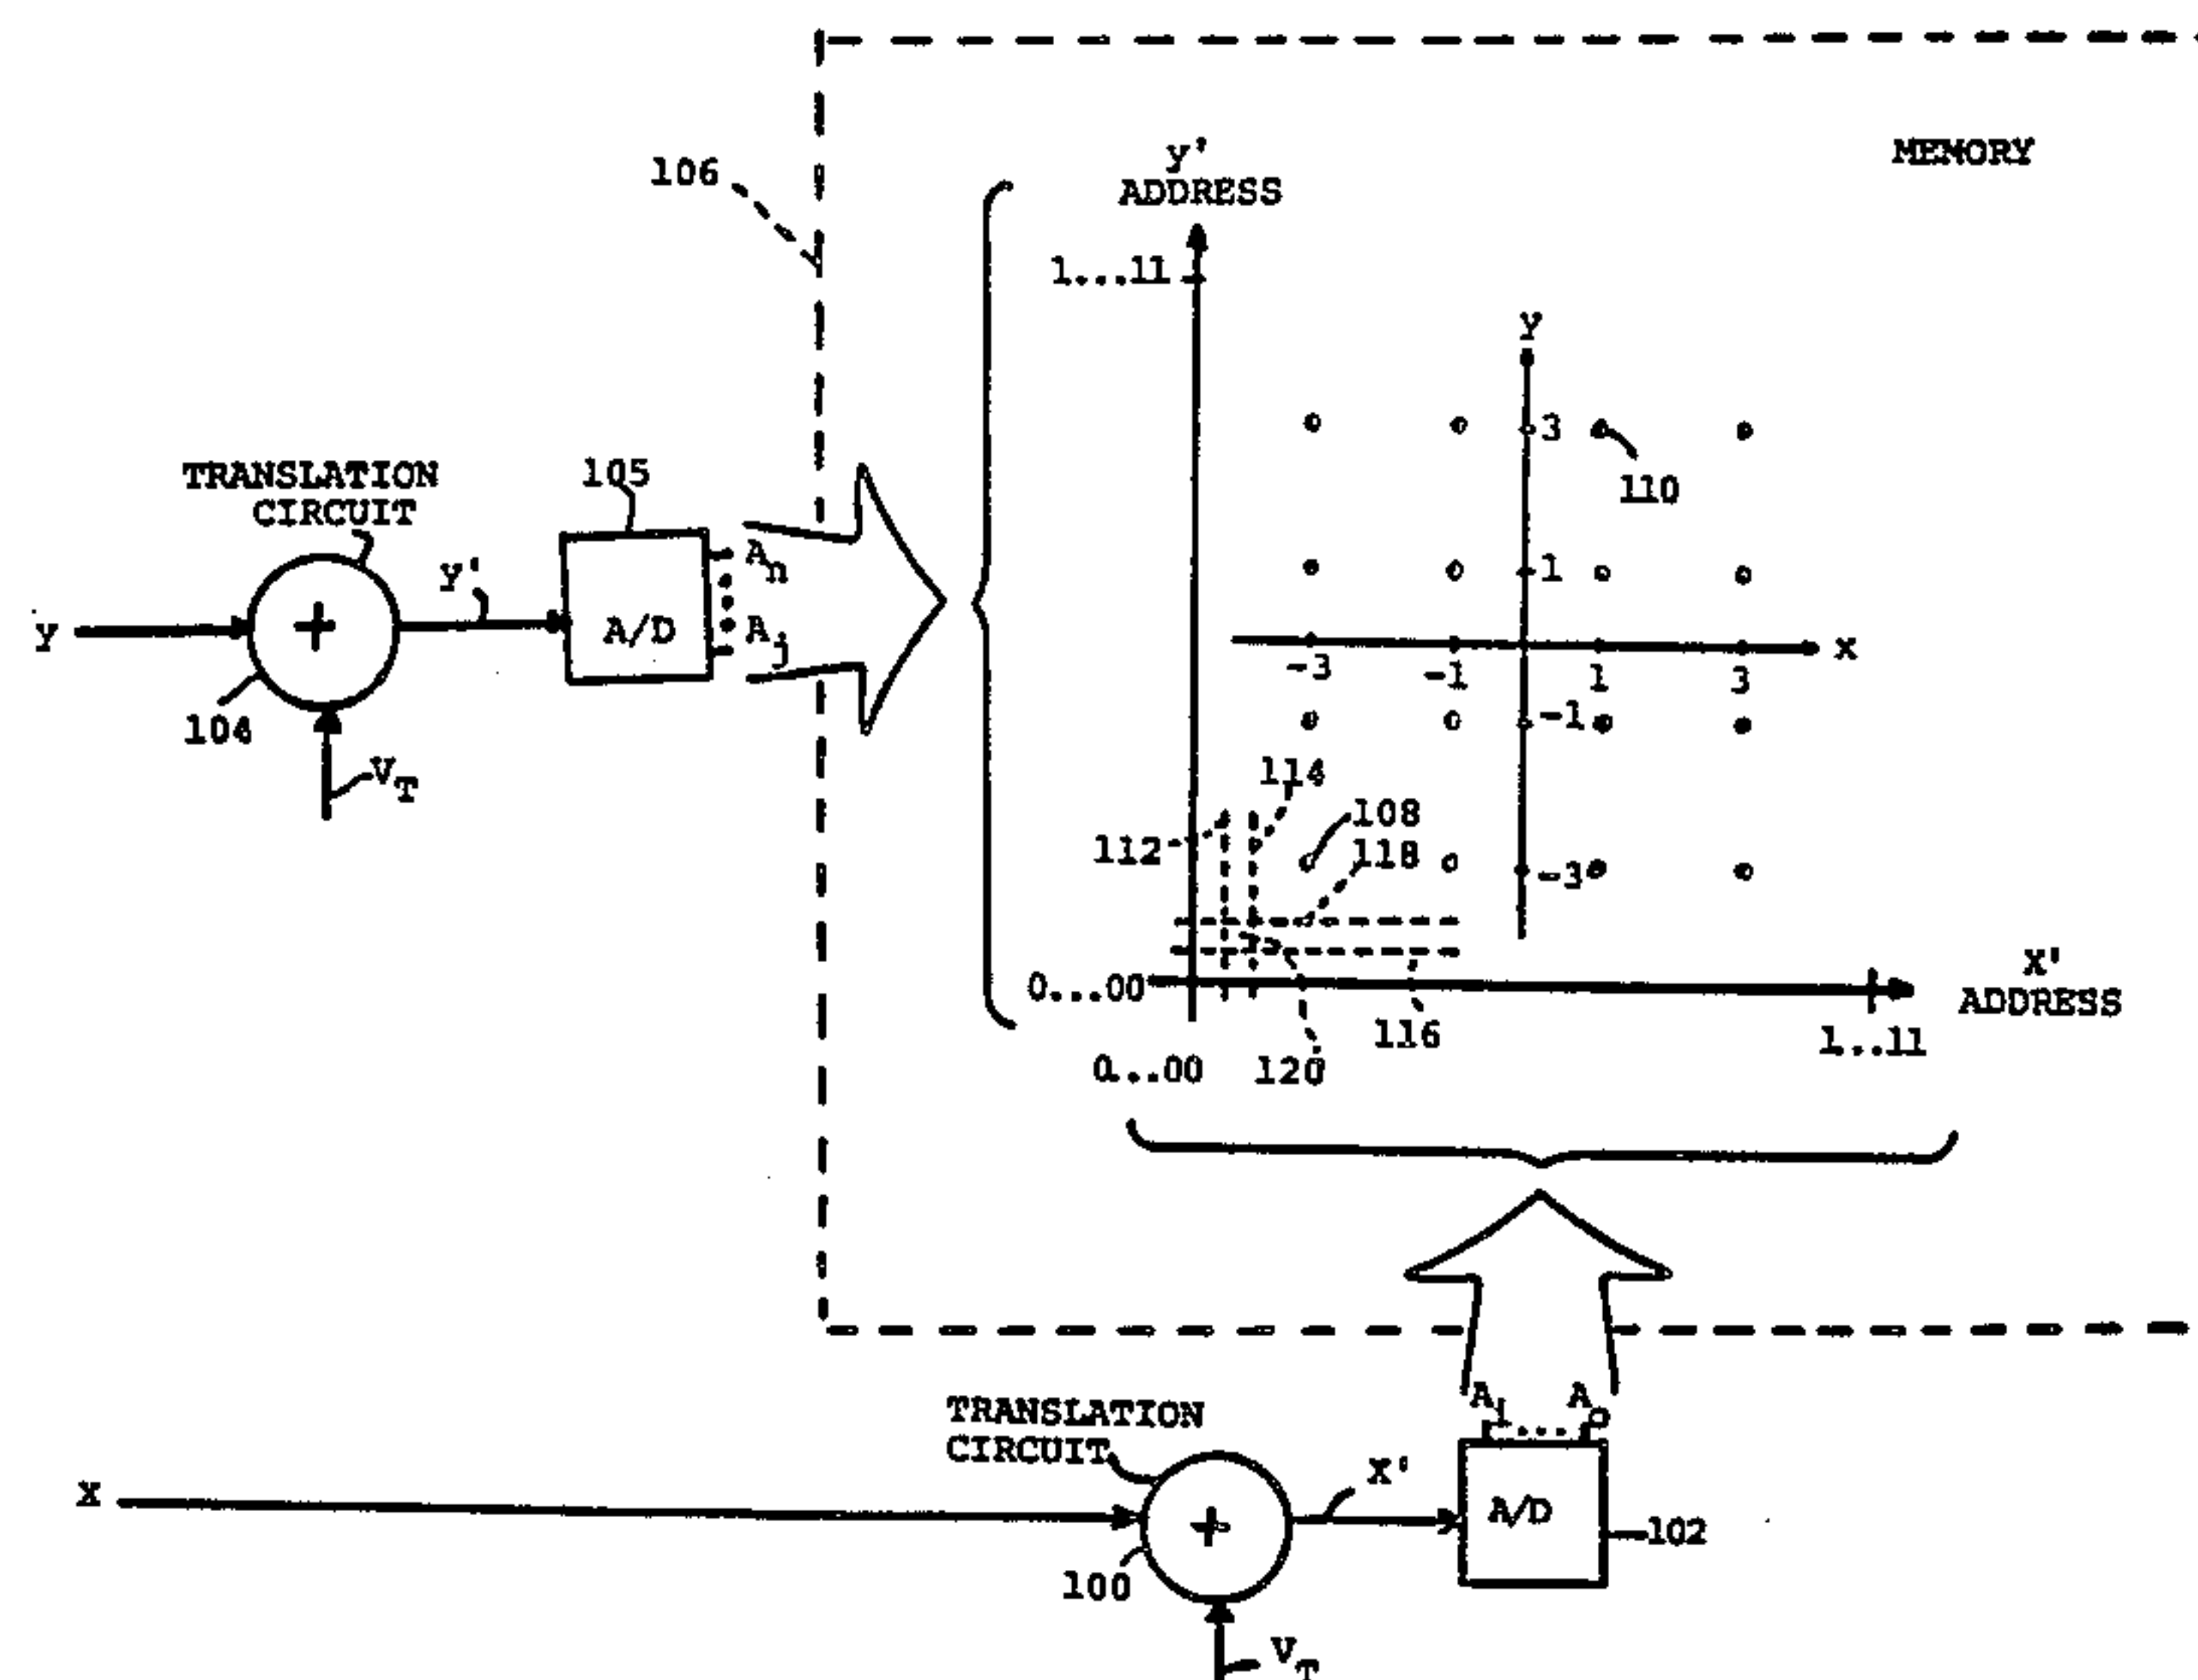 MEMORY
106
y'
ADDRESS
1...11
y
3
110
TRANSLATION
CIRCUIT
105
y'
An
A/D
Aj
y
+
104
VT
1
x
-3
-1
1
3
-1
114
108
118
112
-3
0...00
X'
ADDRESS
116
1...11
0...00
120
TRANSLATION
CIRCUIT
Ai...Ao
X'
A/D
x
+
102
100
VT